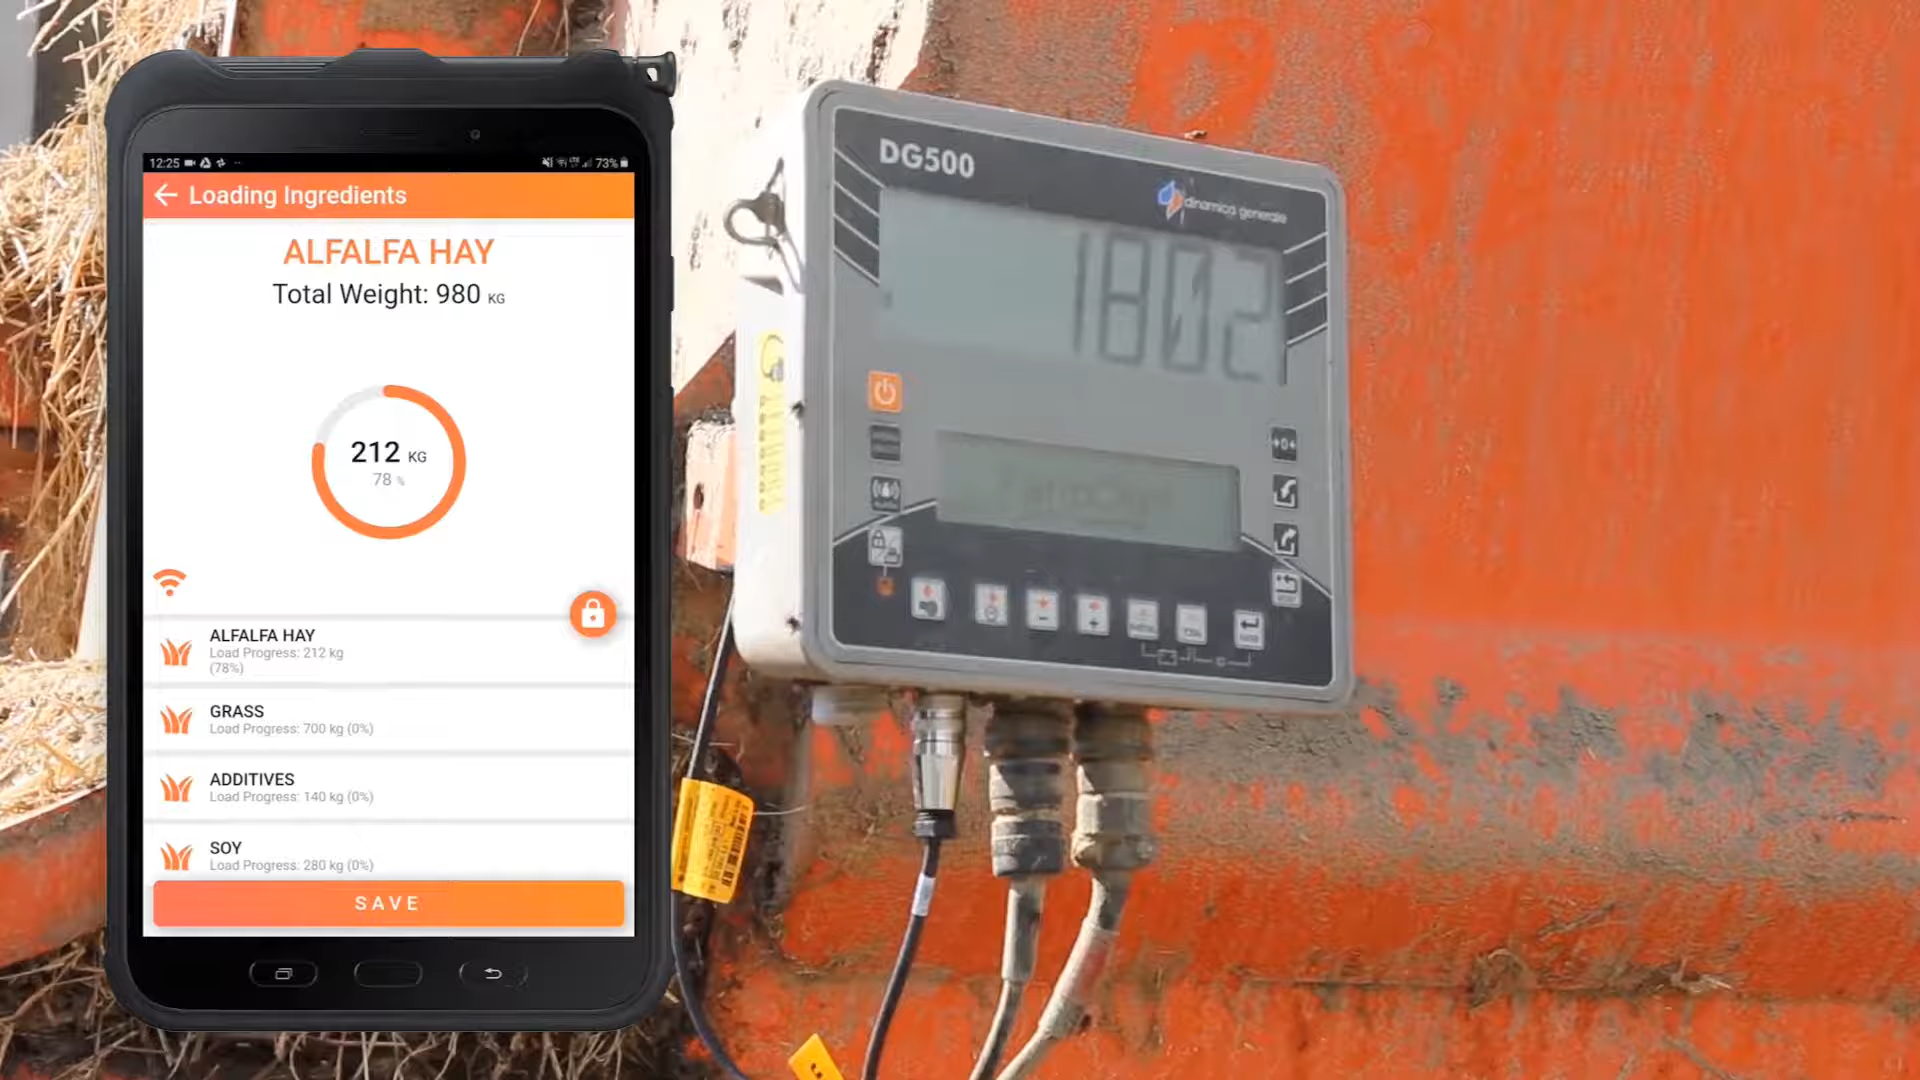 12:25
73%
Loading Ingredients
ALFALFA HAY
Total Weight: 980 KG
212 KG
78 %
ALFALFA HAY
Load Progress: 212 kg
(78%)
GRASS
Load Progress: 700 kg (0%)
ADDITIVES
Load Progress: 140 kg (0%)
SOY
Load Progress: 280 kg (0%)
SAVE
DG500
dinamica generale
1802